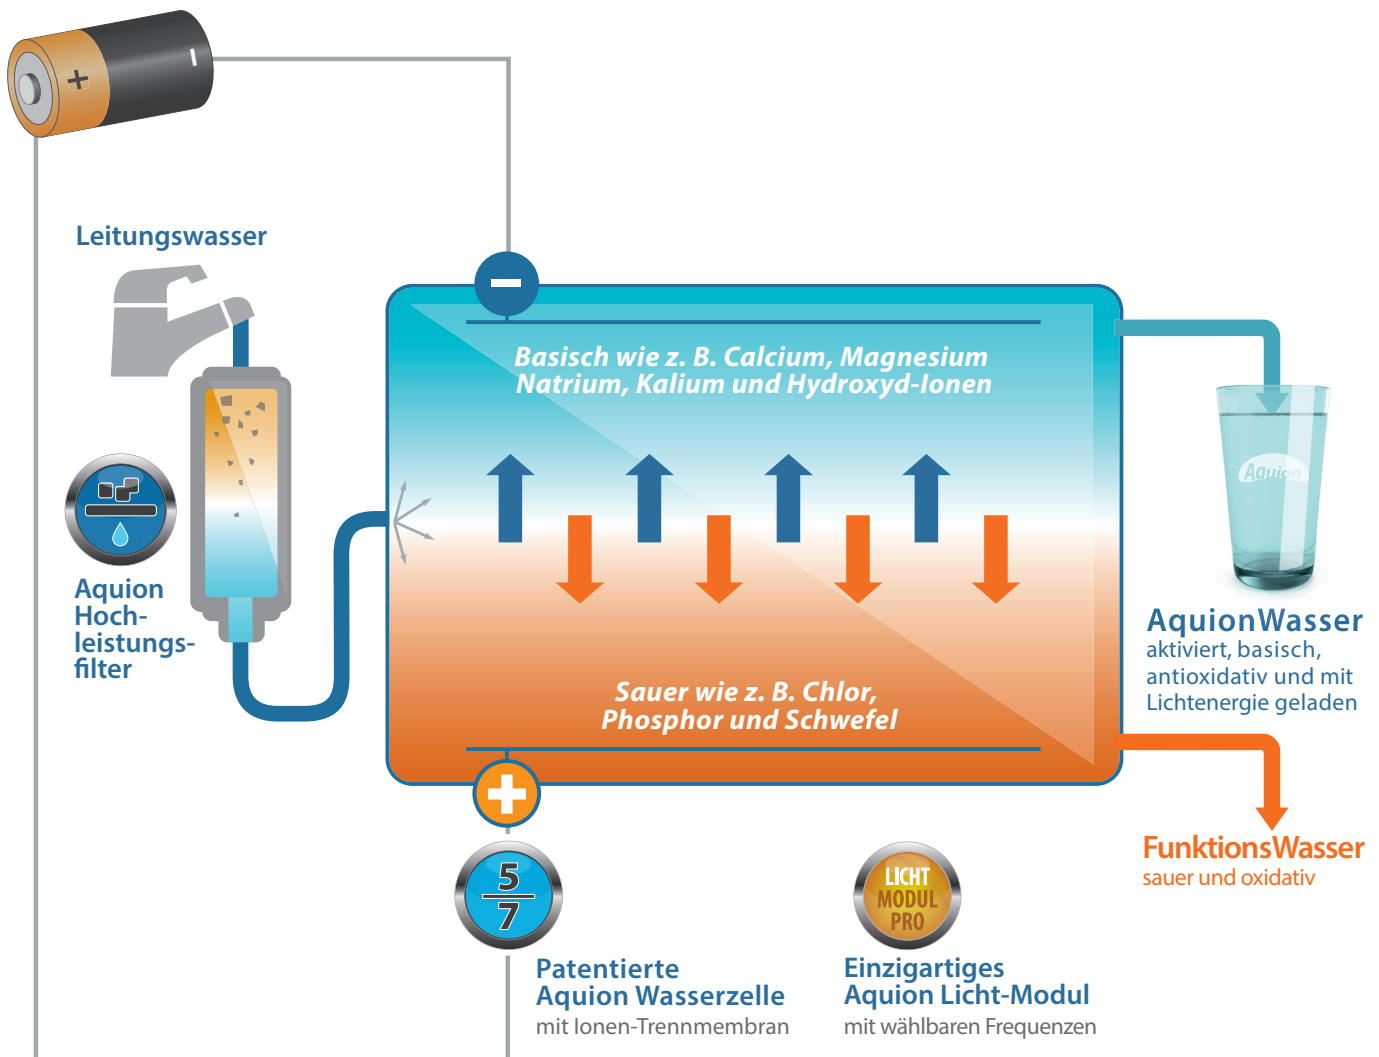 +
–
Leitungswasser
–
Basisch wie z. B. Calcium, Magnesium
Natrium, Kalium und Hydroxyd-Ionen
Aquion
Aquion
Hoch-
leistungs-
filter
AquionWasser
aktiviert, basisch,
antioxidativ und mit
Lichtenergie geladen
Sauer wie z. B. Chlor,
Phosphor und Schwefel
+
FunktionsWasser
sauer und oxidativ
5
7
Patentierte
Aquion Wasserzelle
mit Ionen-Trennmembran
LICHT
MODUL
PRO
Einzigartiges
Aquion Licht-Modul
mit wählbaren Frequenzen